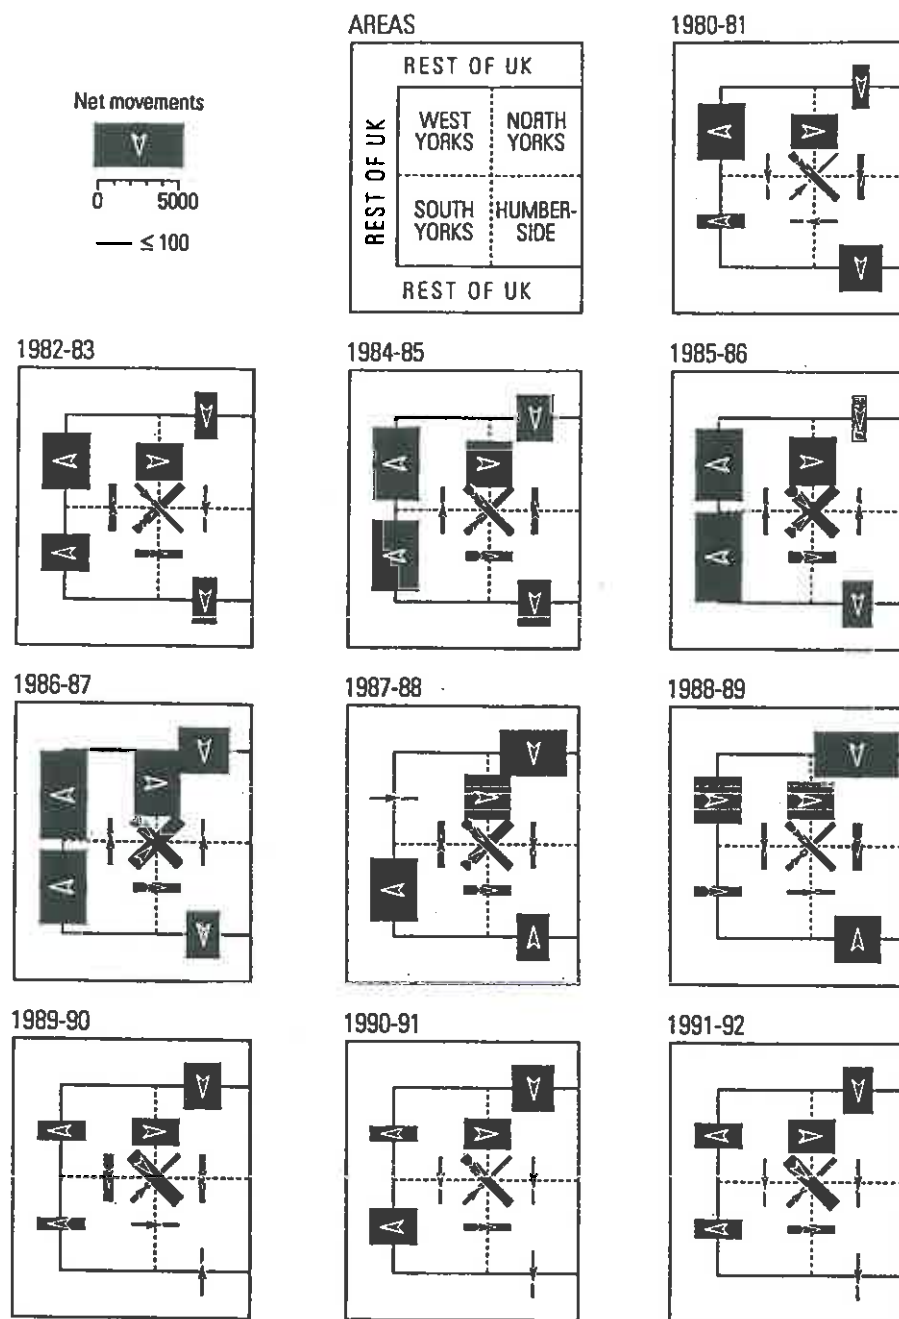 AREAS
REST OF UK
REST OF UK
WEST
YORKS
NORTH
YORKS
SOUTH
YORKS
HUMBER-
SIDE
REST OF UK
1980-81
Net movements
0 5000
≤ 100
1982-83
1984-85
1985-86
1986-87
1987-88
1988-89
1989-90
1990-91
1991-92